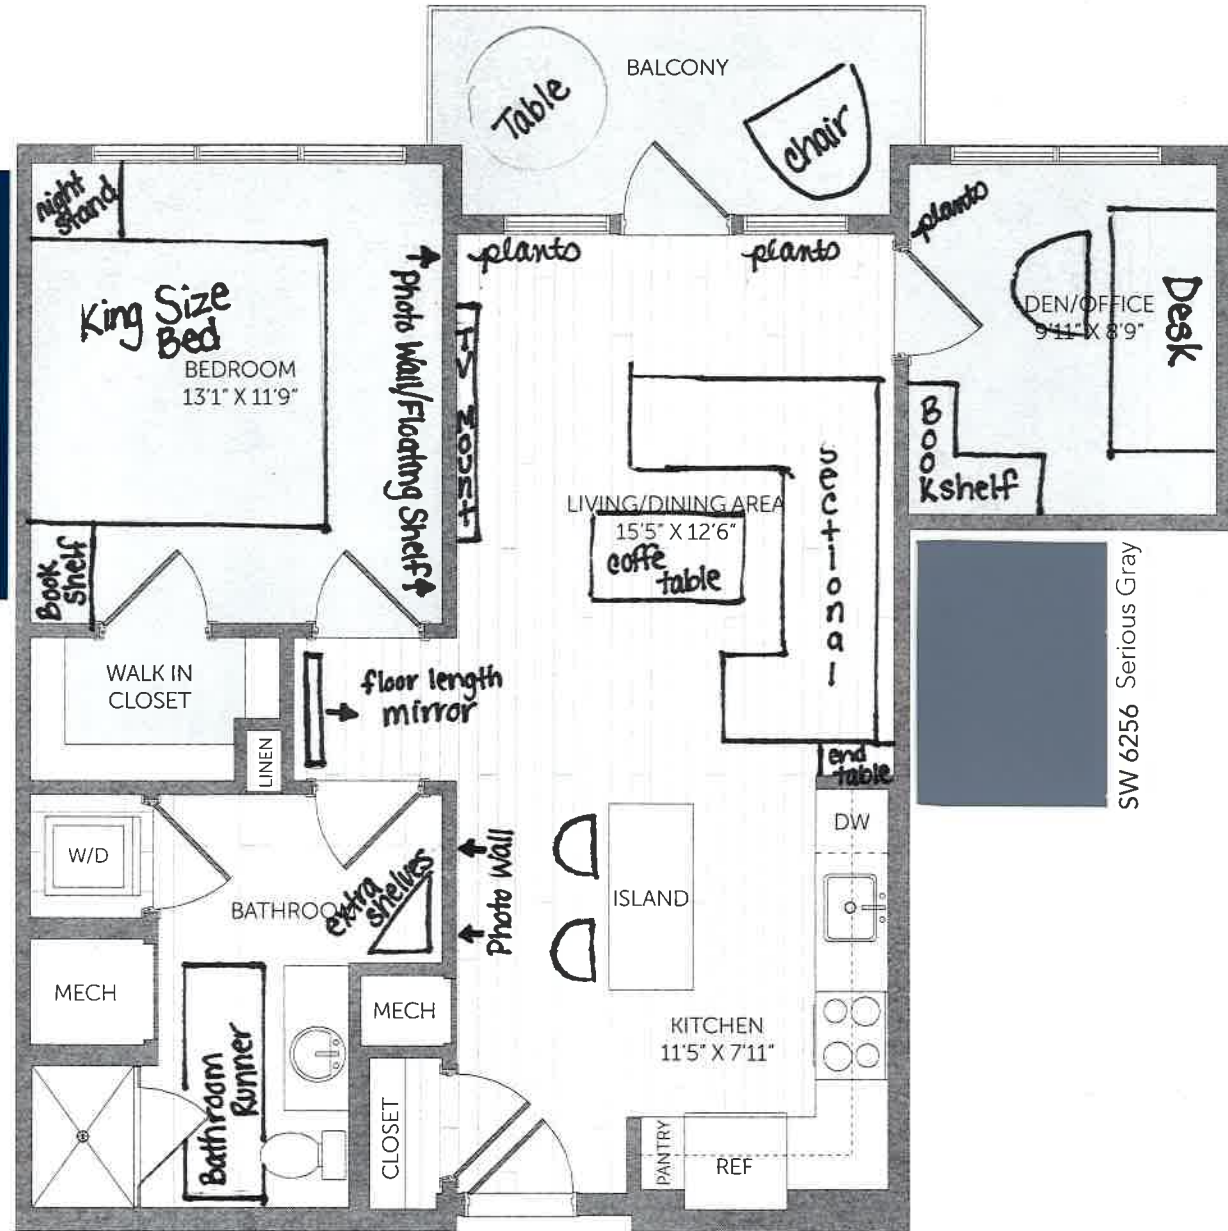 BALCONY
Table
chair
night
stand
King Size
Bed
BEDROOM
13'1" X 11'9"
Photo Wall/Floating Shelf
Book
Shelf
plants
plants
TV Mount
LIVING/DINING AREA
15'5" X 12'6"
coffe
table
sectional
end
table
plants
DEN/OFFICE
9'11" X 8'9"
Desk
Bookshelf
SW 6256 Serious Gray
WALK IN
CLOSET
LINEN
floor length
mirror
W/D
BATHROO
extra
shelves
Photo Wall
MECH
MECH
Bathroom
Runner
CLOSET
ISLAND
DW
KITCHEN
11'5" X 7'11"
PANTRY
REF